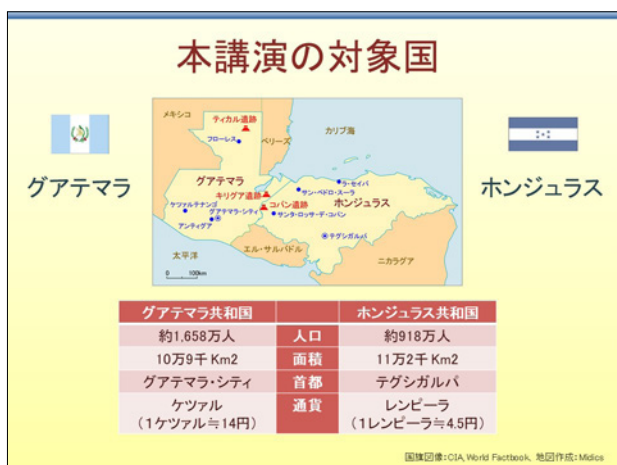 本講演の対象国
グアテマラ
ホンジュラス
メキシコ
ティカル遺跡
フローレス
ベリーズ
カリブ海
グアテマラ
キリグア遺跡
ラ・セイバ
サン・ペドロ・スーラ
ホンジュラス
コパン遺跡
ケツァルテナンゴ
グアテマラ・シティ
サンタ・ロッサ・デ・コパン
アンティグア
テグシガルパ
エル・サルバドル
太平洋
ニカラグア
0 100km
グアテマラ共和国 ホンジュラス共和国
約1,658万人 人口 約918万人
10万9千Km2 面積 11万2千Km2
グアテマラ・シティ 首都 テグシガルパ
ケツァル 通貨 レンピーラ
(1ケツァル≒14円) (1レンピーラ≒4.5円)
国旗図像:CIA, World Factbook、地図作成:Midics